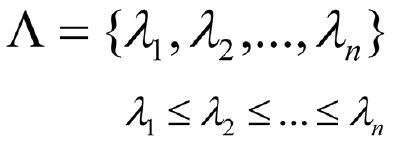 Λ = {λ₁, λ₂,..., λₙ}
λ₁ ≤ λ₂ ≤ ... ≤ λₙ